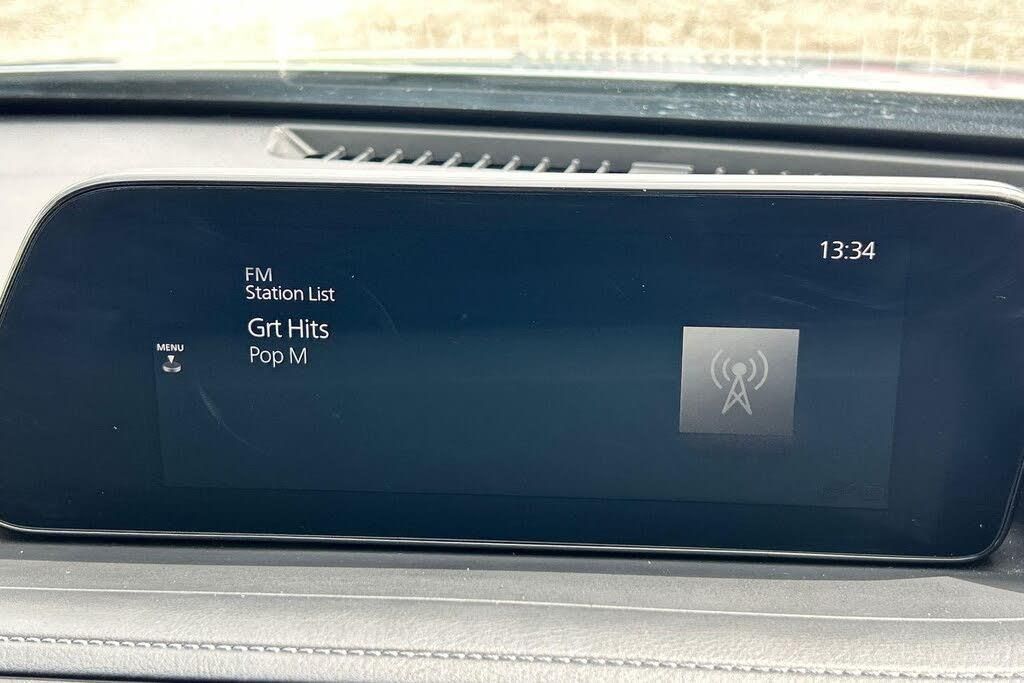 13:34
FM
Station List
Grt Hits
Pop M
MENU